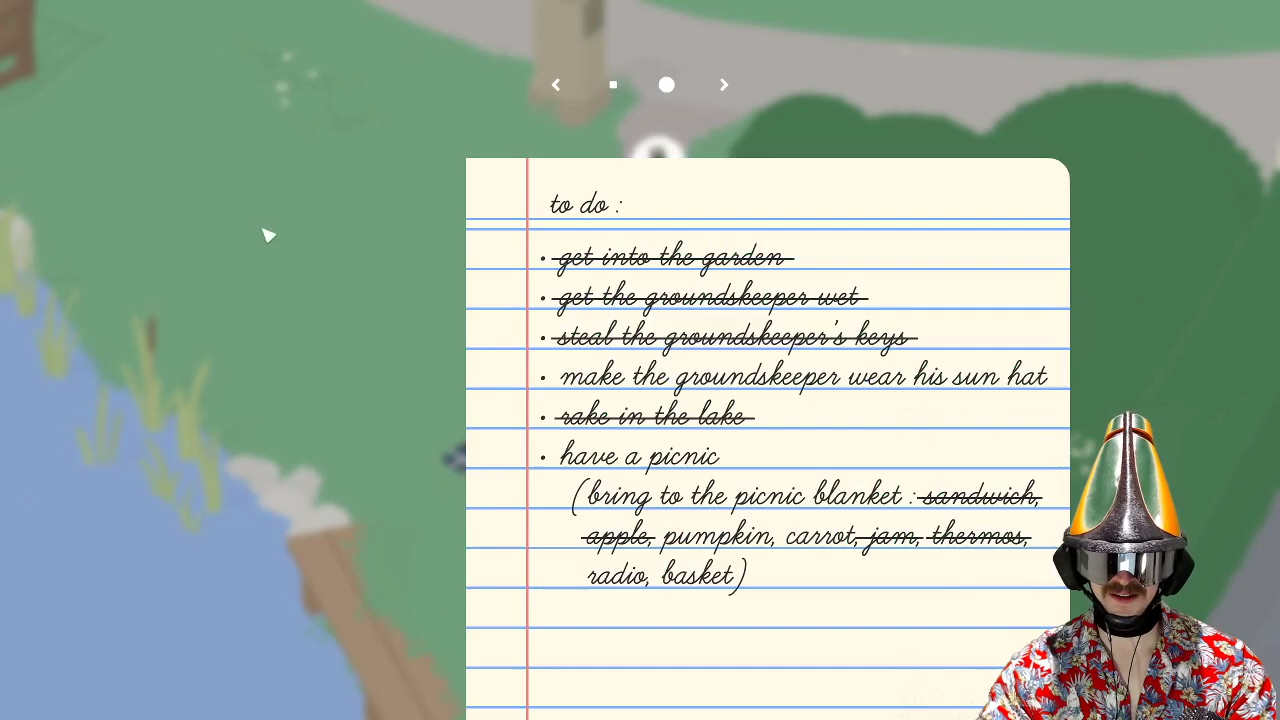 to do :
• get into the garden
• get the groundskeeper wet
• steal the groundskeeper's keys
• make the groundskeeper wear his sun hat
• rake in the lake
• have a picnic
(bring to the picnic blanket : sandwich,
apple, pumpkin, carrot, jam, thermos,
radio, basket)